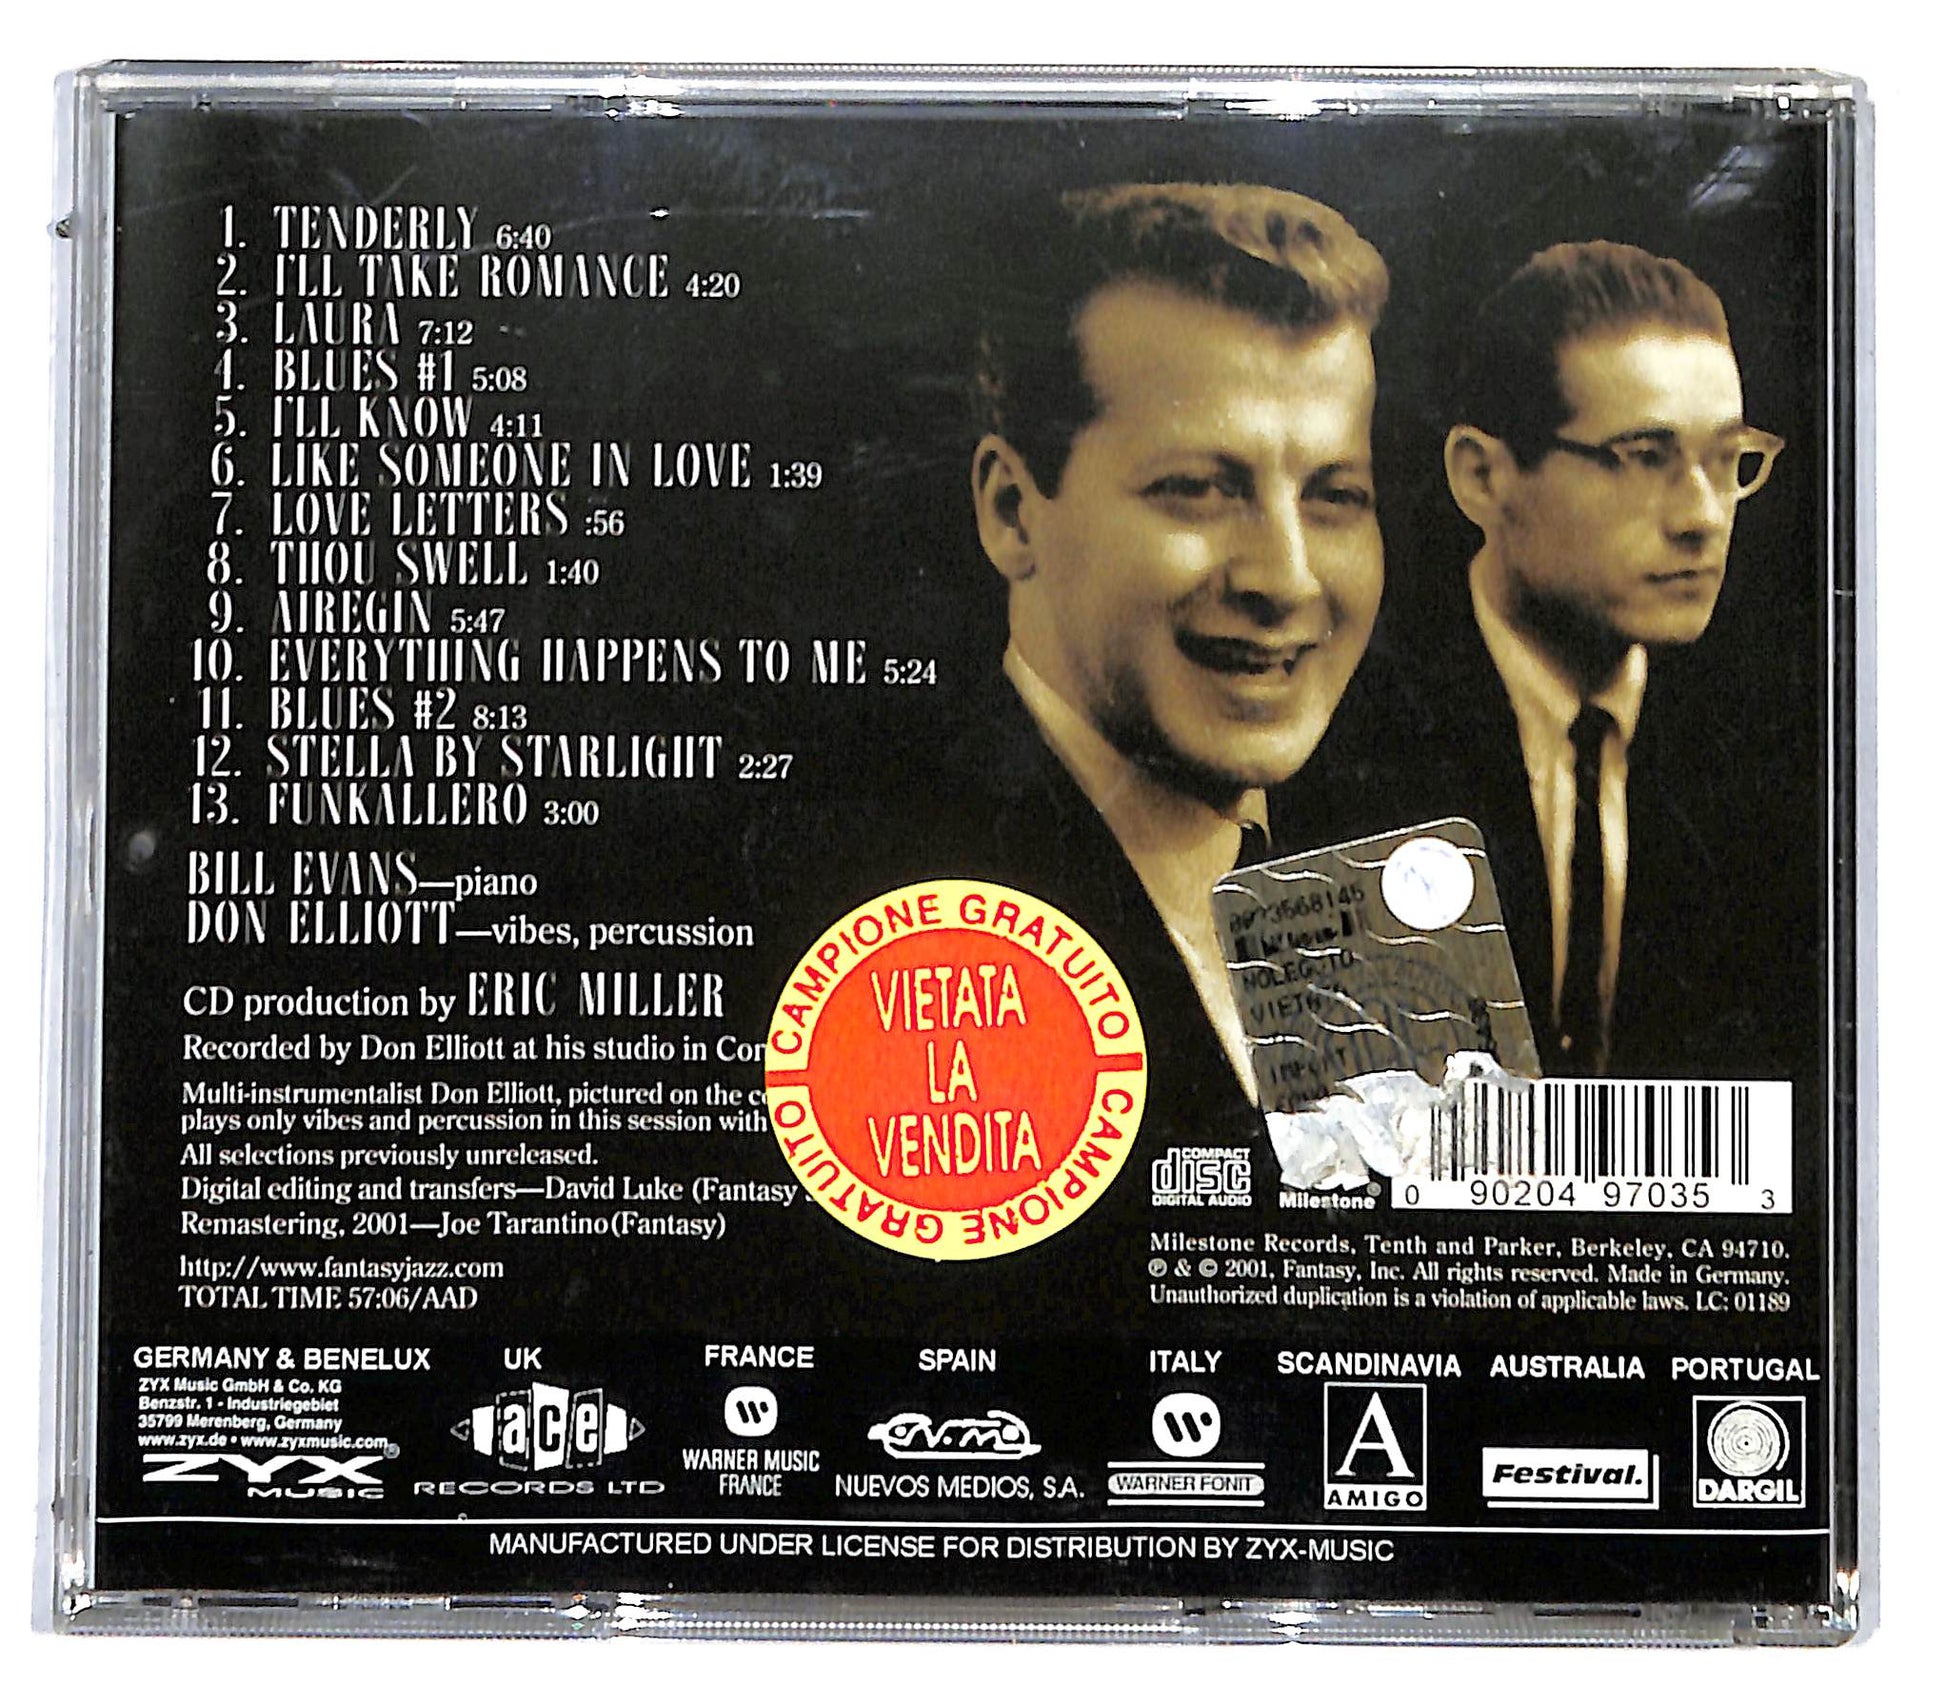 1. TENDERLY 6:40
2. I'LL TAKE ROMANCE 4:20
3. LAURA 7:12
4. BLUES #1 5:08
5. I'LL KNOW 4:11
6. LIKE SOMEONE IN LOVE 1:39
7. LOVE LETTERS :56
8. THOU SWELL 1:40
9. AIREGIN 5:47
10. EVERYTHING HAPPENS TO ME 5:24
11. BLUES #2 8:13
12. STELLA BY STARLIGHT 2:27
13. FUNKALLERO 3:00
BILL EVANS—piano
DON ELLIOTT—vibes, percussion
CD production by ERIC MILLER
Recorded by Don Elliott at his studio in
Multi-instrumentalist Don Elliott, pictured on the
plays only vibes and percussion in this session with
All selections previously unreleased.
Digital editing and transfers—David Luke (Fantasy
Remastering, 2001—Joe Tarantino(Fantasy)
http://www.fantasyjazz.com
TOTAL TIME 57:06/AAD
CAMPIONE GRATUITO
VIETATA
LA
VENDITA
CAMPIONE GRATUITO
COMPACT
disc
DIGITAL AUDIO
Milestone®
0 90204 97035 3
Milestone Records, Tenth and Parker, Berkeley, CA 94710.
℗ & © 2001, Fantasy, Inc. All rights reserved. Made in Germany.
Unauthorized duplication is a violation of applicable laws. LC: 01189
GERMANY & BENELUX
ZYX Music GmbH & Co. KG
Benzstr. 1 • Industriegebiet
35799 Merenberg, Germany
www.zyx.de • www.zyxmusic.com
ZYX®
MUSIC
UK
ace
RECORDS LTD
FRANCE
WARNER MUSIC
FRANCE
SPAIN
NUEVOS MEDIOS, S.A.
ITALY
WARNER FONIT
SCANDINAVIA
A
AMIGO
AUSTRALIA
Festival.
PORTUGAL
DARGIL
MANUFACTURED UNDER LICENSE FOR DISTRIBUTION BY ZYX-MUSIC